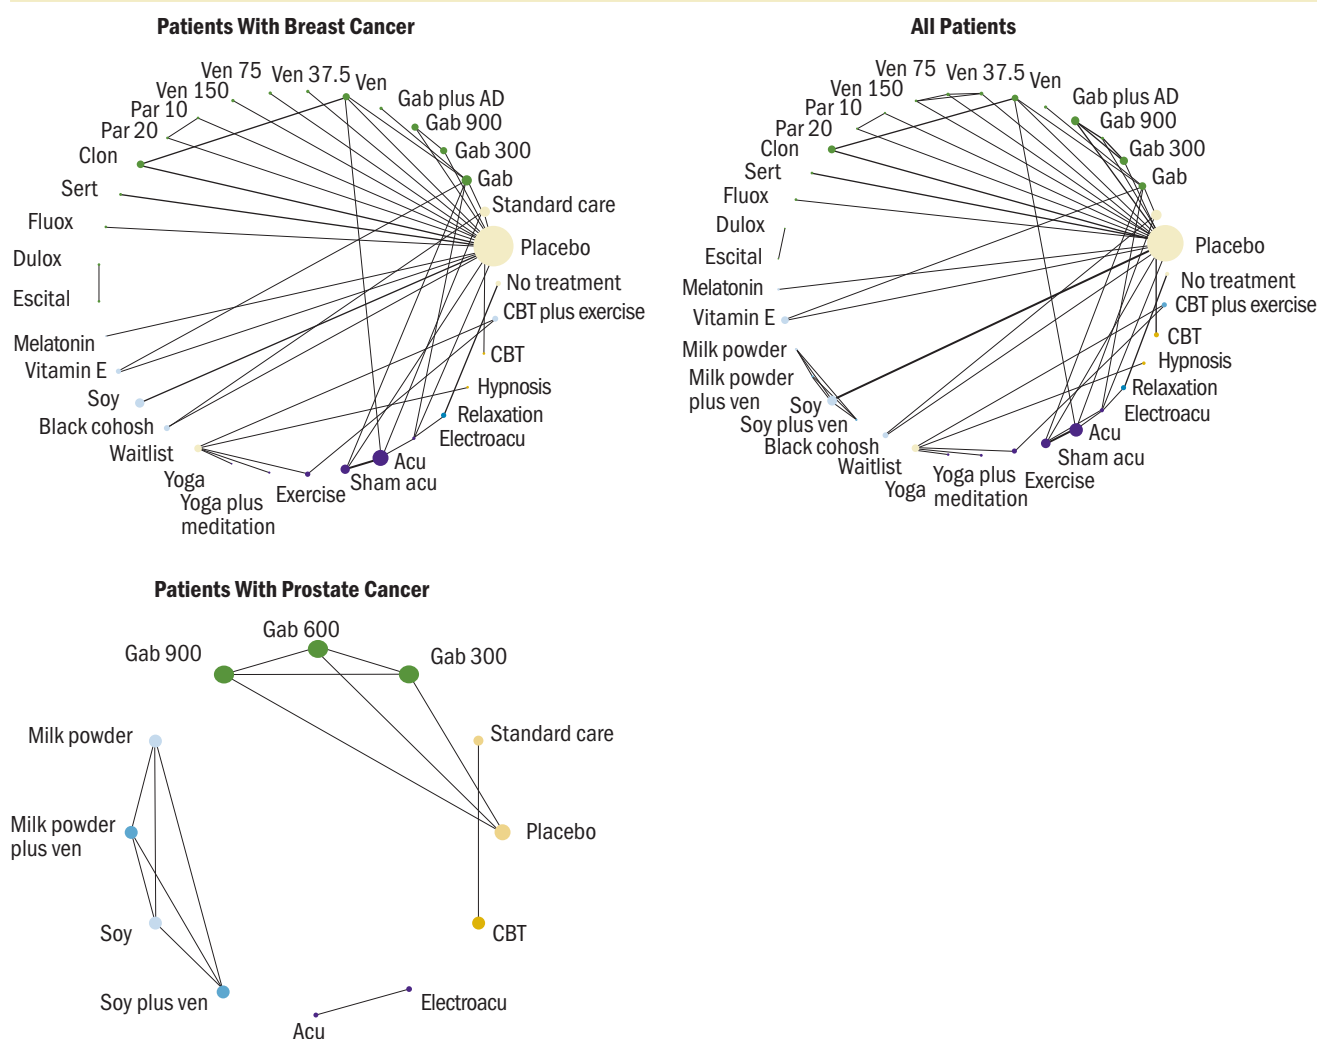 Patients With Breast Cancer
Ven 75
Ven 37.5
Ven
Ven 150
Gab plus AD
Par 10
Gab 900
Par 20
Gab 300
Clon
Gab
Sert
Standard care
Fluox
Placebo
Dulox
No treatment
Escital
CBT plus exercise
Melatonin
CBT
Vitamin E
Hypnosis
Soy
Relaxation
Black cohosh
Electroacu
Waitlist
Acu
Yoga
Sham acu
Yoga plus
meditation
Exercise
All Patients
Ven 75
Ven 37.5
Ven
Ven 150
Gab plus AD
Par 10
Gab 900
Par 20
Gab 300
Clon
Gab
Sert
Fluox
Dulox
Placebo
Escital
No treatment
Melatonin
CBT plus exercise
Vitamin E
CBT
Milk powder
Hypnosis
Milk powder
plus ven
Relaxation
Soy
Electroacu
Soy plus ven
Acu
Black cohosh
Sham acu
Waitlist
Yoga
Yoga plus
meditation
Exercise
Patients With Prostate Cancer
Gab 600
Gab 900
Gab 300
Milk powder
Standard care
Milk powder
plus ven
Placebo
Soy
CBT
Soy plus ven
Electroacu
Acu